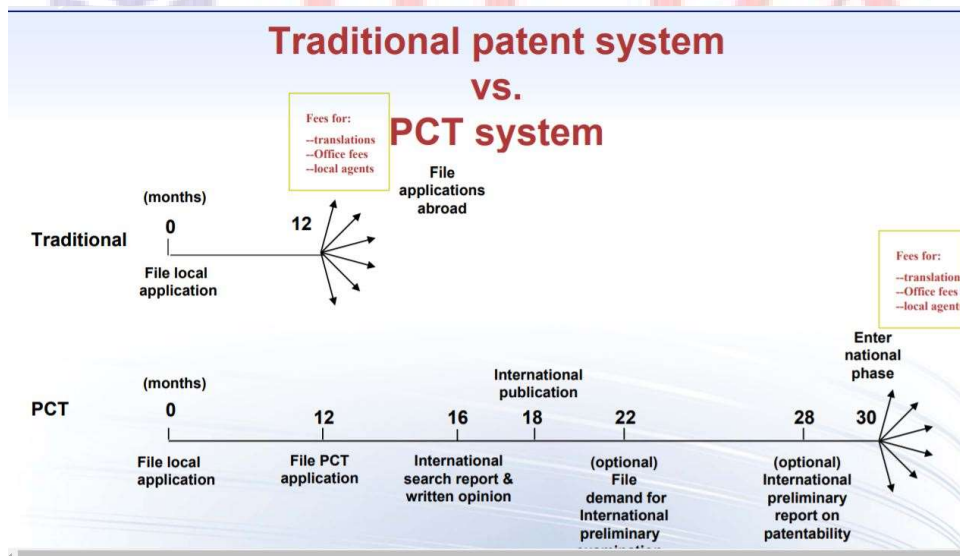 Traditional patent system
vs.
PCT system
Fees for:
--translations
--Office fees
--local agents
File
applications
abroad
(months)
0
12
Traditional
File local
application
Fees for:
--translation
--Office fees
--local agents
Enter
national
phase
International
publication
(months)
PCT
0
12
16
18
22
28
30
File local
application
File PCT
application
International
search report &
written opinion
(optional)
File
demand for
International
preliminary
(optional)
International
preliminary
report on
patentability